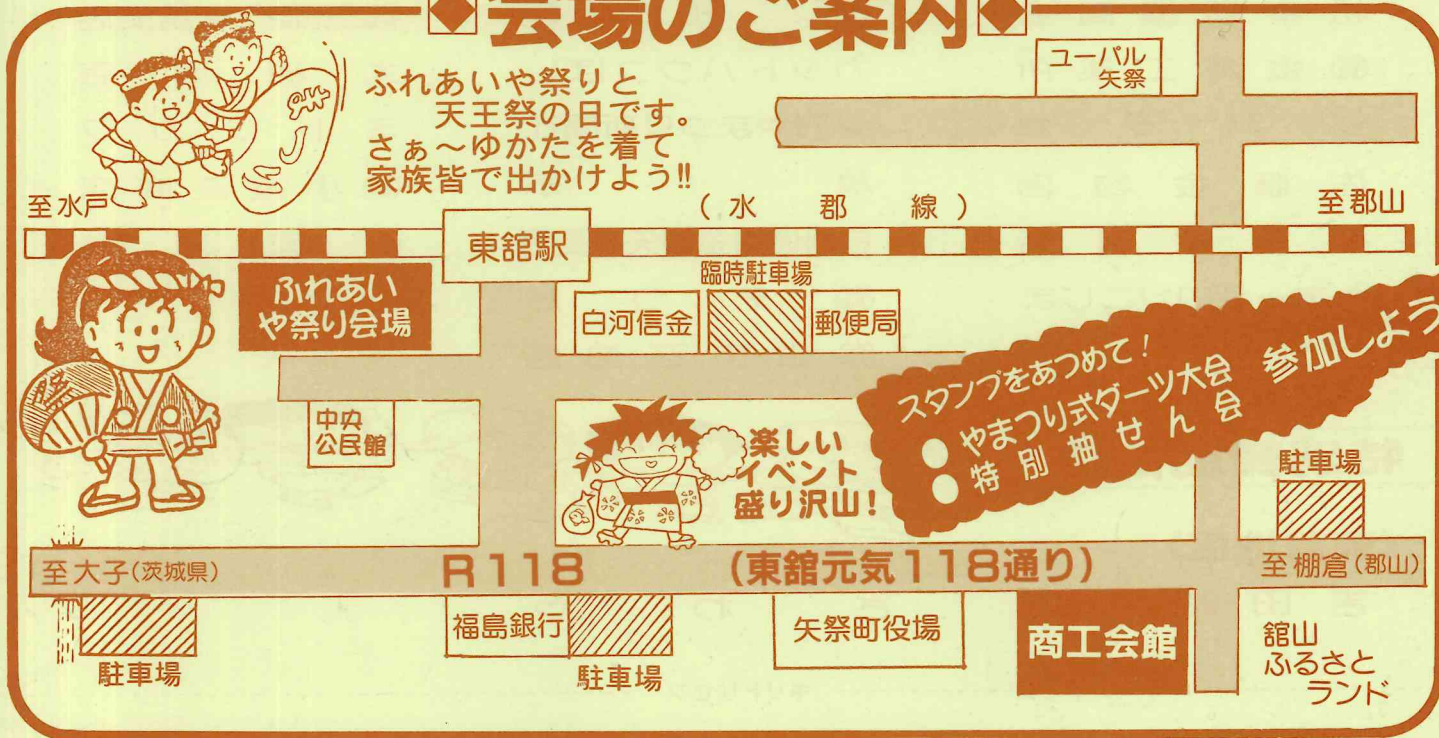 ◆会場のご案内◆
ユーパル
矢祭
ふれあいや祭りと
天王祭の日です。
さぁ〜ゆかたを着て
家族皆で出かけよう!!
至水戸
(水郡線)
至郡山
東舘駅
ふれあい
や祭り会場
臨時駐車場
白河信金
郵便局
スタンプをあつめて!
●やまつり式ダーツ大会
●特別抽せん会
参加しよう
中央
公民館
楽しい
イベント
盛り沢山!
駐車場
至大子(茨城県)
R118
(東舘元気118通り)
至棚倉(郡山)
駐車場
福島銀行
駐車場
矢祭町役場
商工会館
舘山
ふるさと
ランド